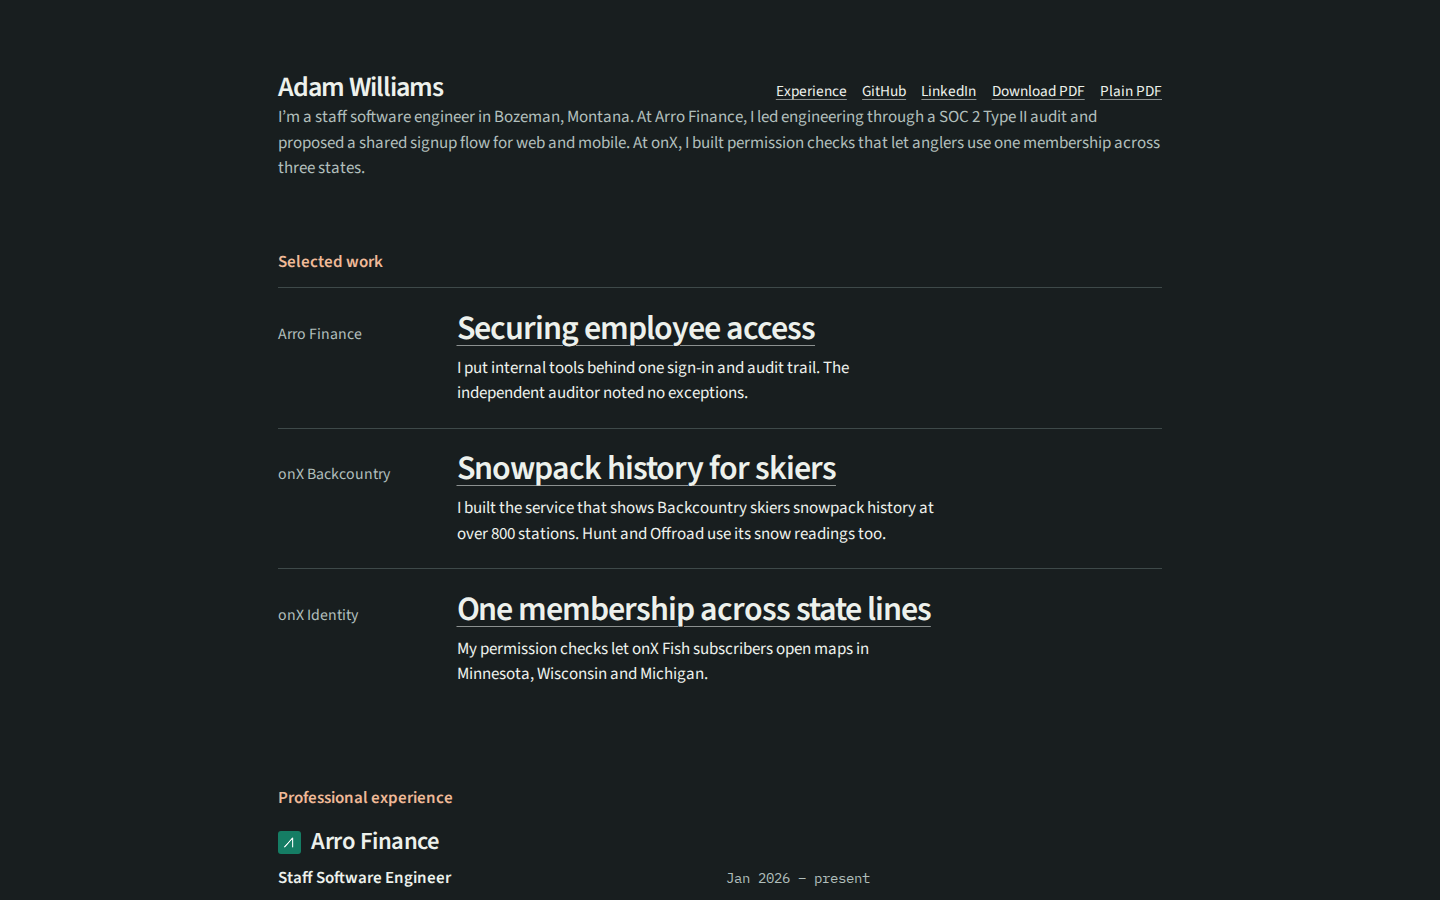 Adam Williams
Experience GitHub LinkedIn Download PDF Plain PDF
I’m a staff software engineer in Bozeman, Montana. At Arro Finance, I led engineering through a SOC 2 Type II audit and
proposed a shared signup flow for web and mobile. At onX, I built permission checks that let anglers use one membership across
three states.
Selected work
Arro Finance
Securing employee access
I put internal tools behind one sign-in and audit trail. The
independent auditor noted no exceptions.
onX Backcountry
Snowpack history for skiers
I built the service that shows Backcountry skiers snowpack history at
over 800 stations. Hunt and Offroad use its snow readings too.
onX Identity
One membership across state lines
My permission checks let onX Fish subscribers open maps in
Minnesota, Wisconsin and Michigan.
Professional experience
Arro Finance
Staff Software Engineer
Jan 2026 – present